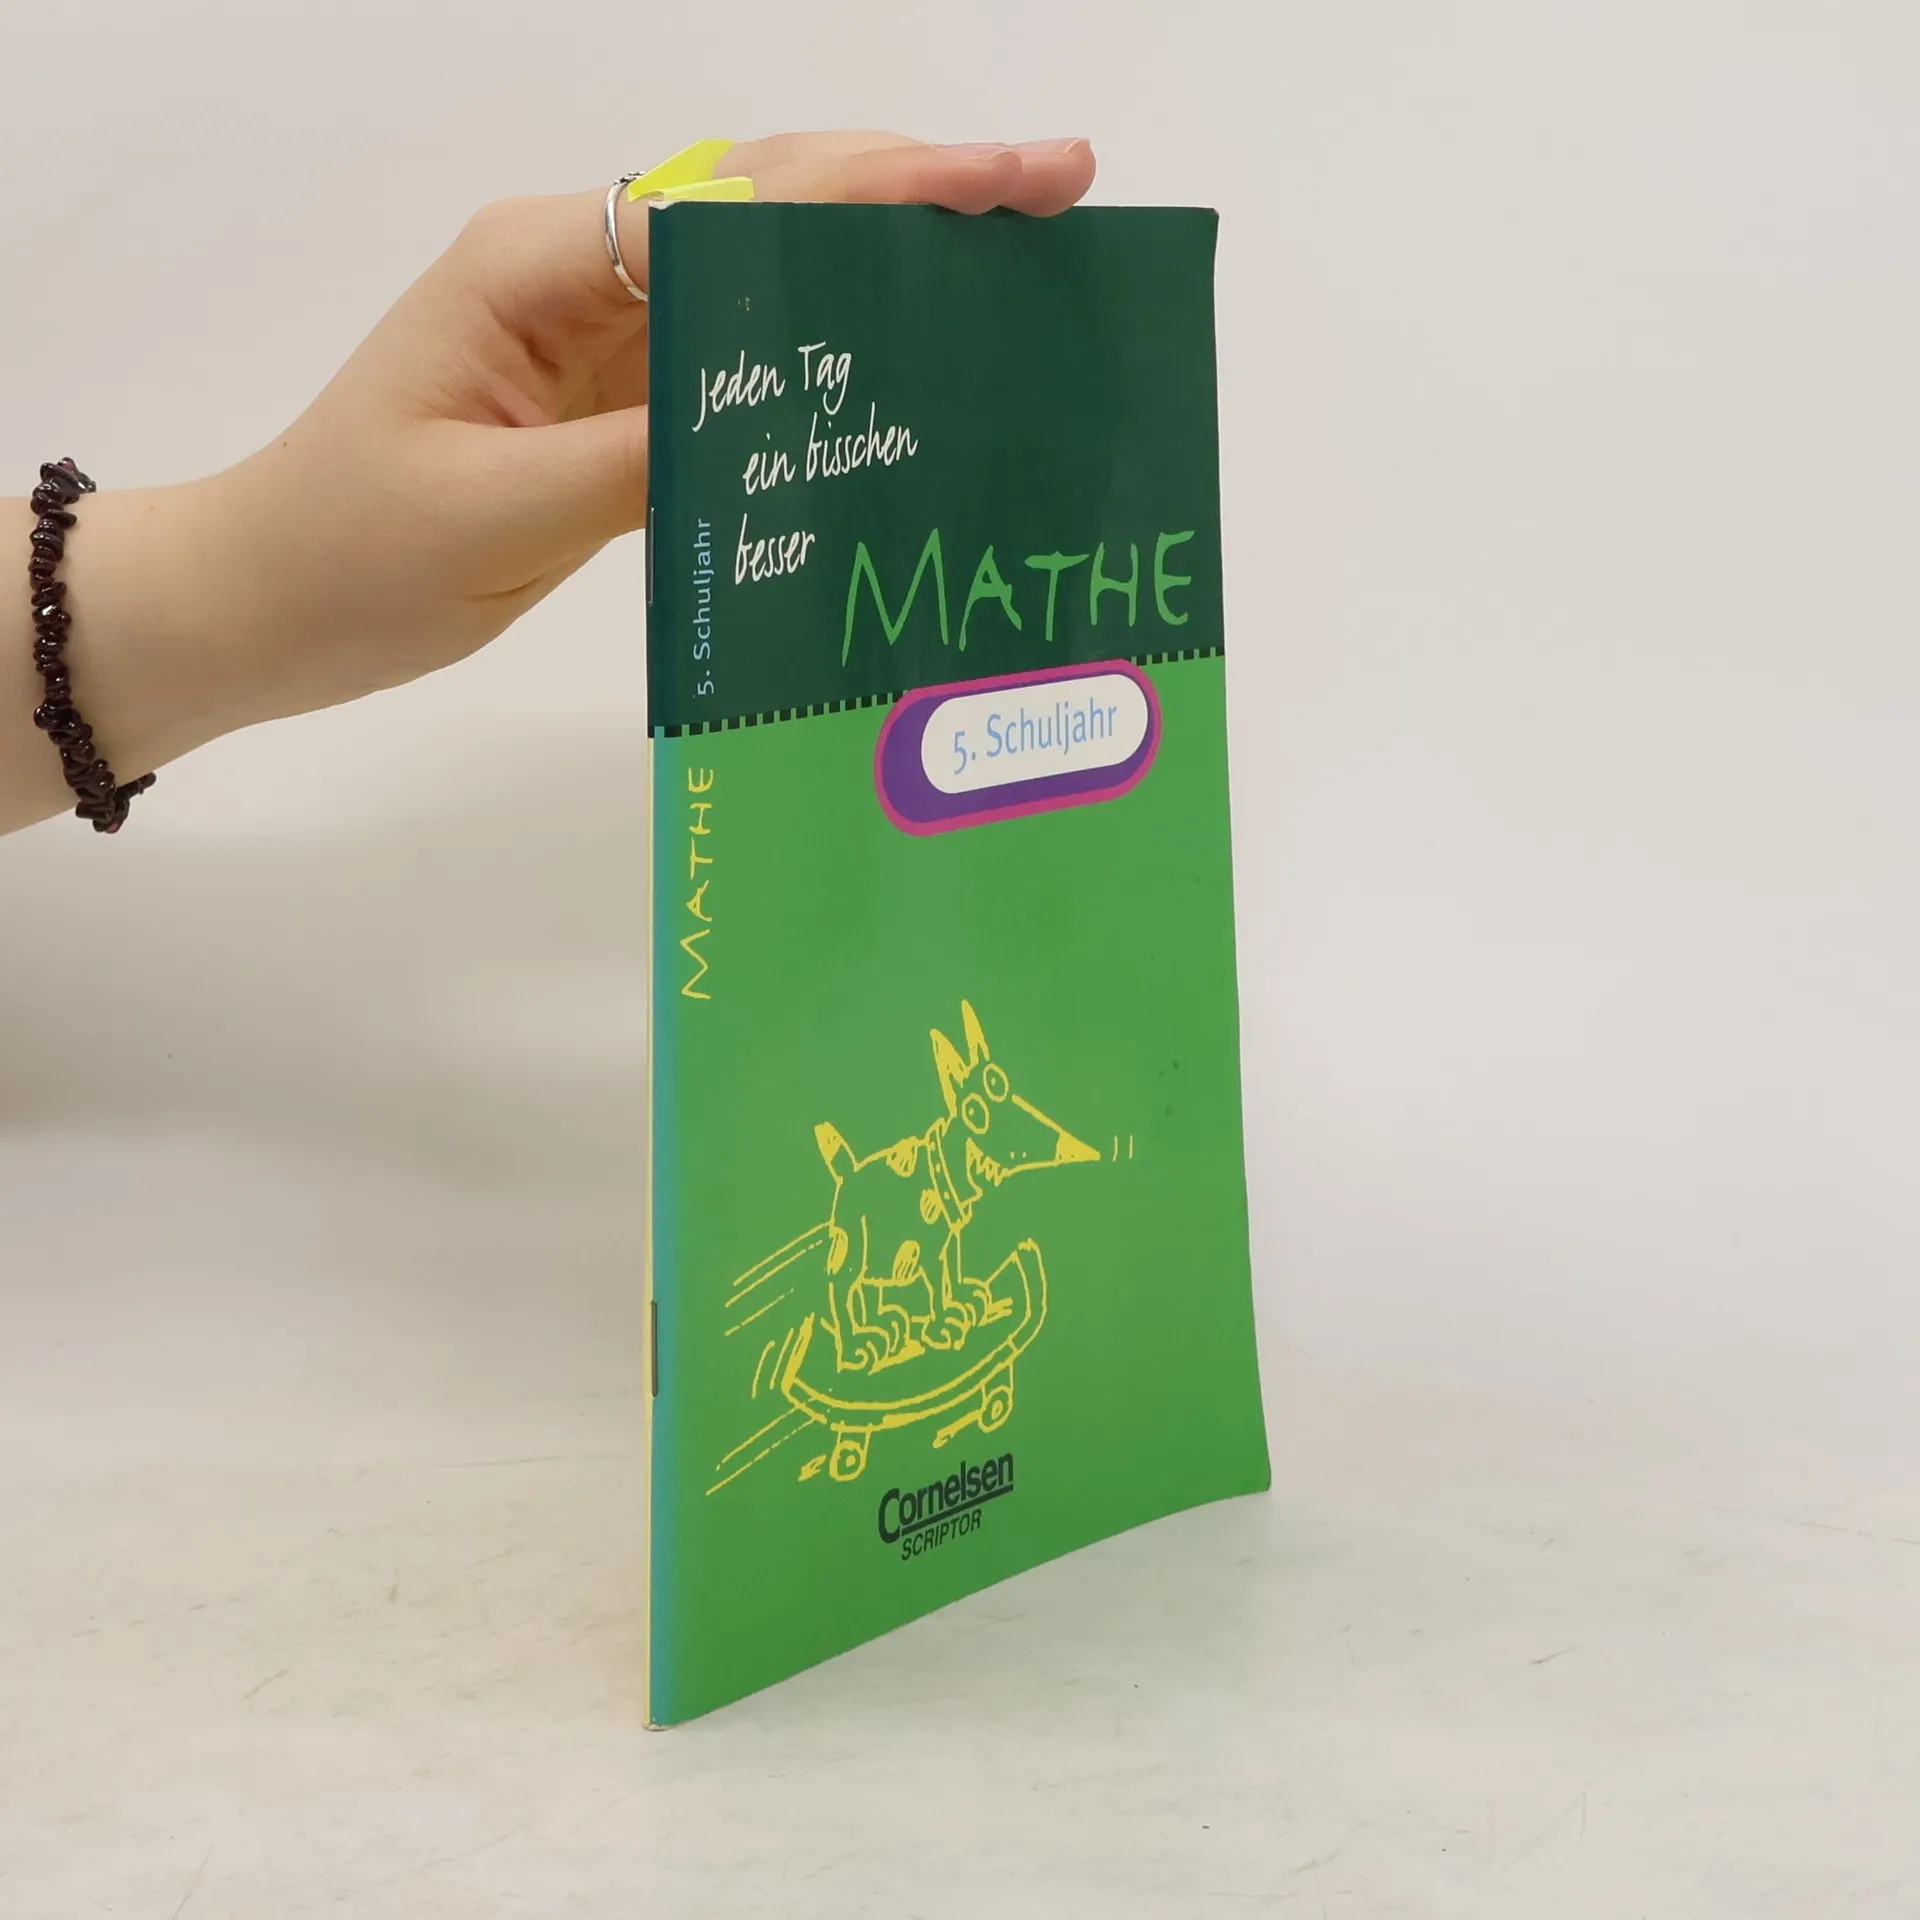 Jeden Tag
ein bisschen
besser
MATHE
5. Schuljahr
5. Schuljahr
MATHE
Cornelsen
SCRIPTOR